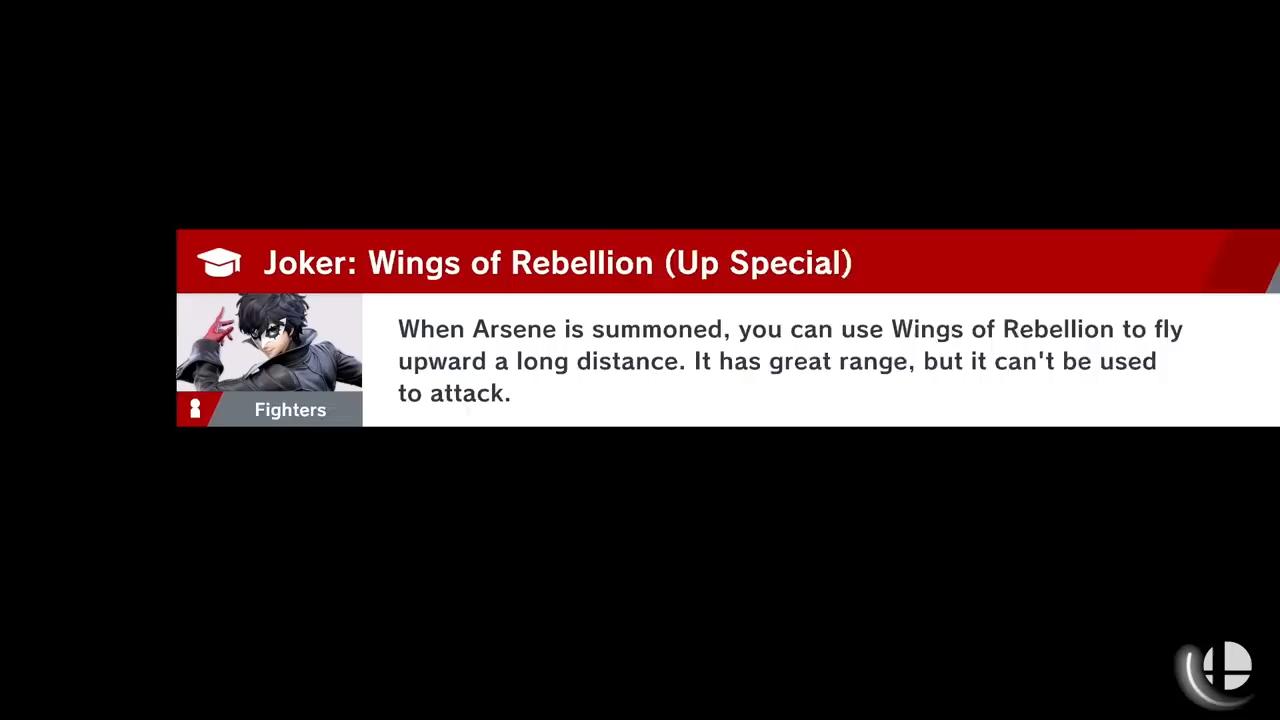 Joker: Wings of Rebellion (Up Special)
When Arsene is summoned, you can use Wings of Rebellion to fly
upward a long distance. It has great range, but it can't be used
to attack.
Fighters